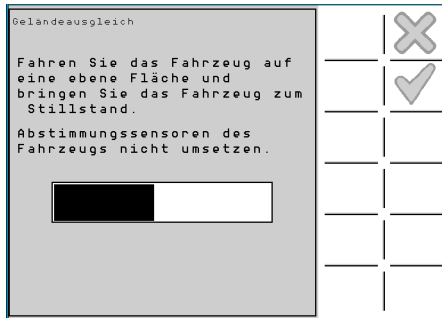 Geländeausgleich
Fahren Sie das Fahrzeug auf
eine ebene Fläche und
bringen Sie das Fahrzeug zum
Stillstand.
Abstimmungssensoren des
Fahrzeugs nicht umsetzen.